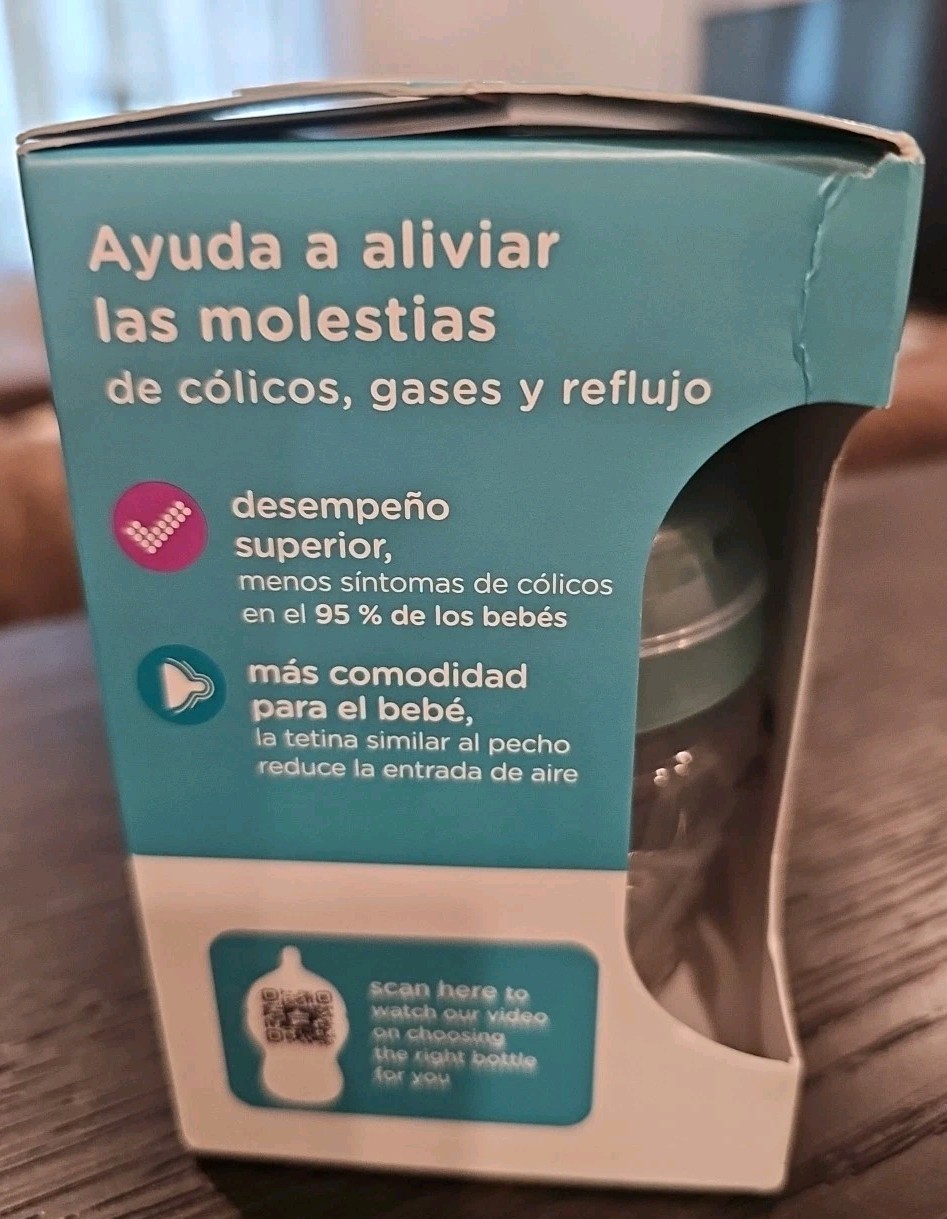 Ayuda a aliviar
las molestias
de cólicos, gases y reflujo
desempeño
superior,
menos síntomas de cólicos
en el 95 % de los bebés
más comodidad
para el bebé,
la tetina similar al pecho
reduce la entrada de aire
scan here to
watch our video
on choosing
the right bottle
for you